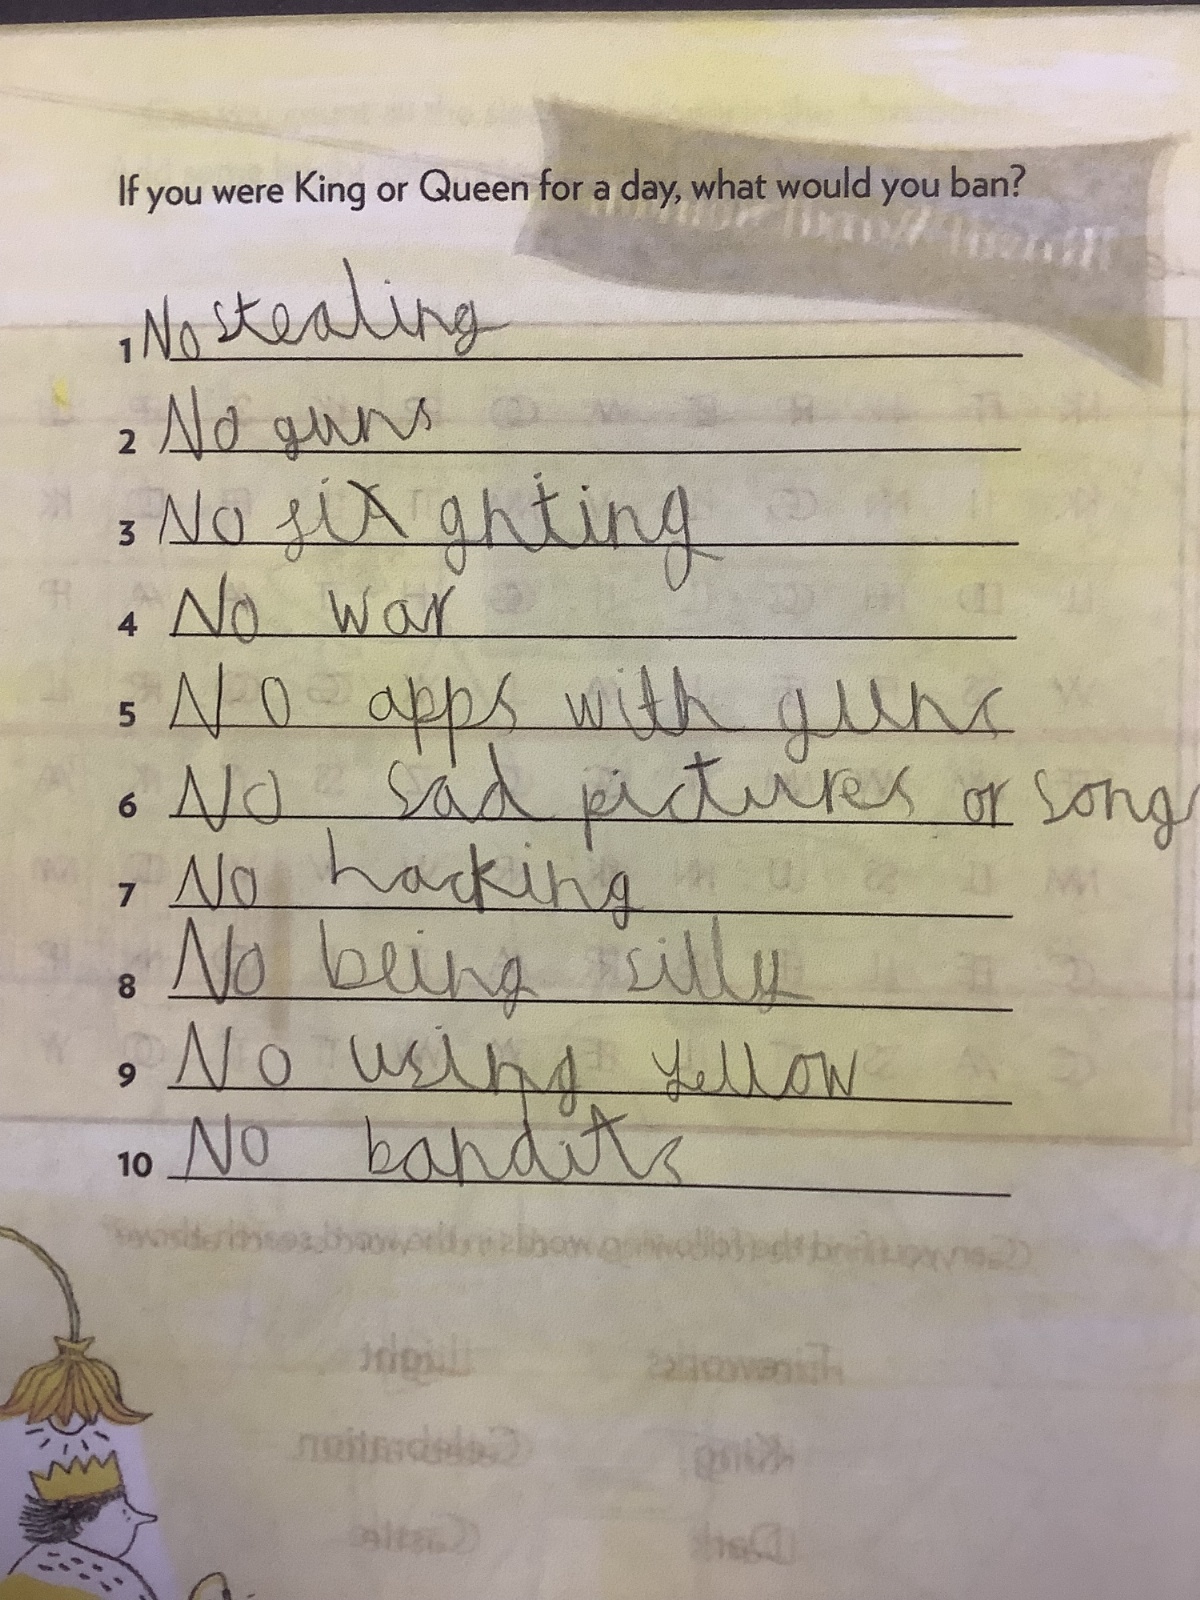 If you were King or Queen for a day, what would you ban?
1 No stealing
2 No guns
3 No fighting
4 No war
5 No apps with guns
6 No sad pictures or song
7 No hacking
8 No being silly
9 No using yellow
10 No bandits